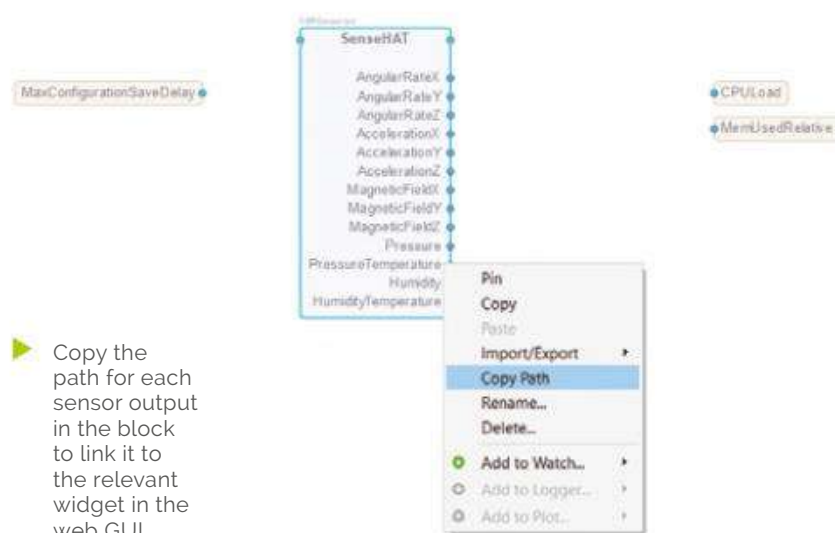 SenseHAT
MaxConfigurationSaveDelay
AngularRateX
AngularRateY
AngularRateZ
AccelerationX
AccelerationY
AccelerationZ
MagneticFieldX
MagneticFieldY
MagneticFieldZ
Pressure
PressureTemperature
Humidity
HumidityTemperature
CPULoad
MemUsedRelative
Pin
Copy
Paste
Import/Export
Copy Path
Rename...
Delete...
Add to Watch...
Add to Logger...
Add to Plot...
Copy the
path for each
sensor output
in the block
to link it to
the relevant
widget in the
web GUI